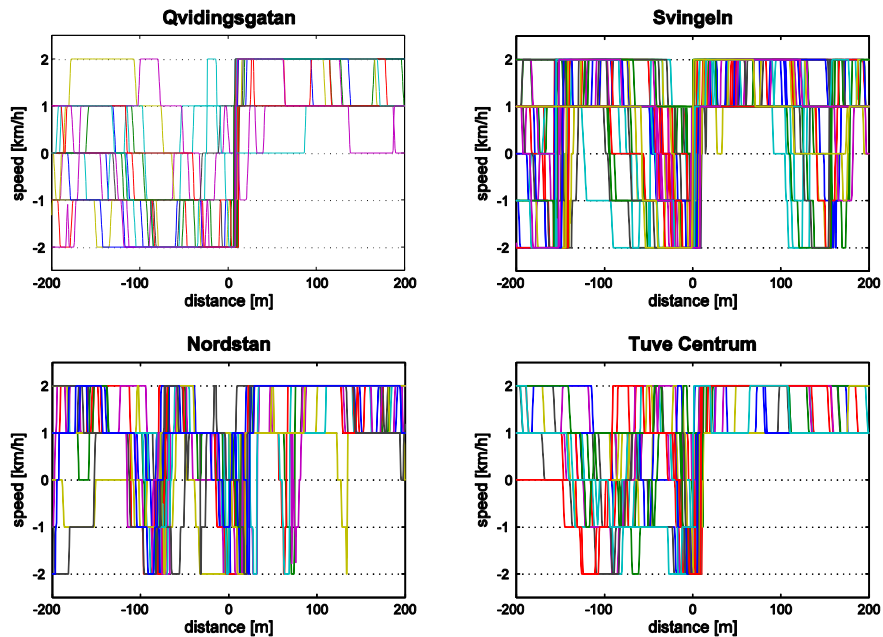 Qvidingsgatan
speed [km/h]
2
1
0
-1
-2
-200 -100 0 100 200
distance [m]
Svingeln
speed [km/h]
2
1
0
-1
-2
-200 -100 0 100 200
distance [m]
Nordstan
speed [km/h]
2
1
0
-1
-2
-200 -100 0 100 200
distance [m]
Tuve Centrum
speed [km/h]
2
1
0
-1
-2
-200 -100 0 100 200
distance [m]